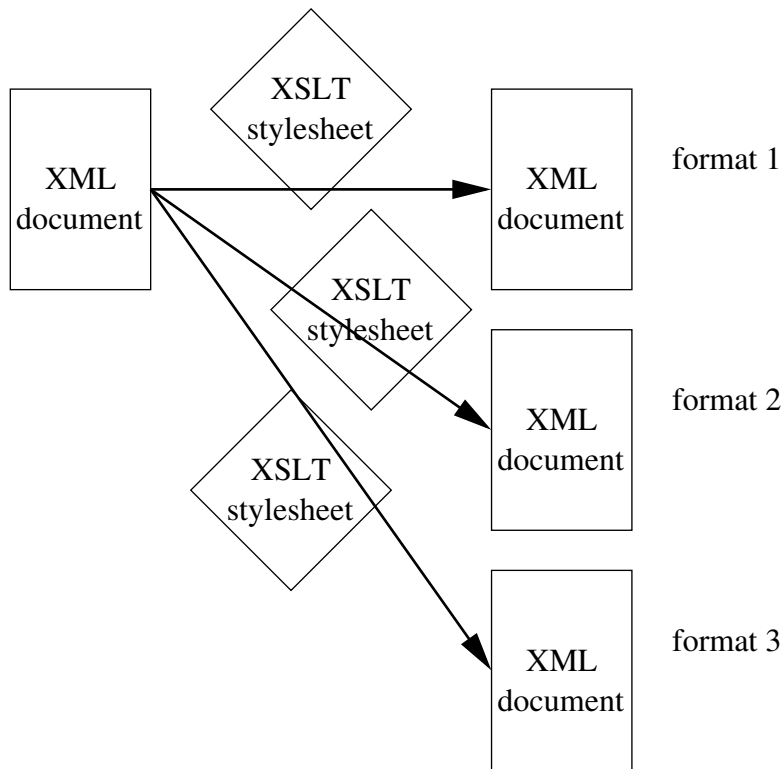 XSLT
stylesheet
XML
document
XML
document
format 1
XSLT
stylesheet
XML
document
format 2
XSLT
stylesheet
XML
document
format 3